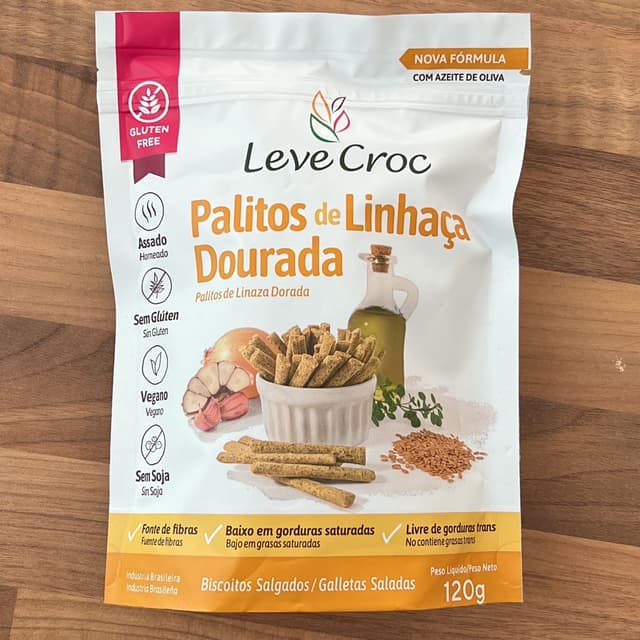 NOVA FÓRMULA
COM AZEITE DE OLIVA
GLUTEN
FREE
Leve Croc
Palitos de Linhaça
Dourada
Palitos de Linaza Dorada
Assado
Horneado
Sem Glúten
Sin Gluten
Vegano
Vegano
Sem Soja
Sin Soja
Fonte de fibras
Fuente de fibras
Baixo em gorduras saturadas
Bajo en grasas saturadas
Livre de gorduras trans
No contiene grasas trans
Indústria Brasileira
Industria Brasileña
Biscoitos Salgados / Galletas Saladas
Peso Líquido/Peso Neto
120g